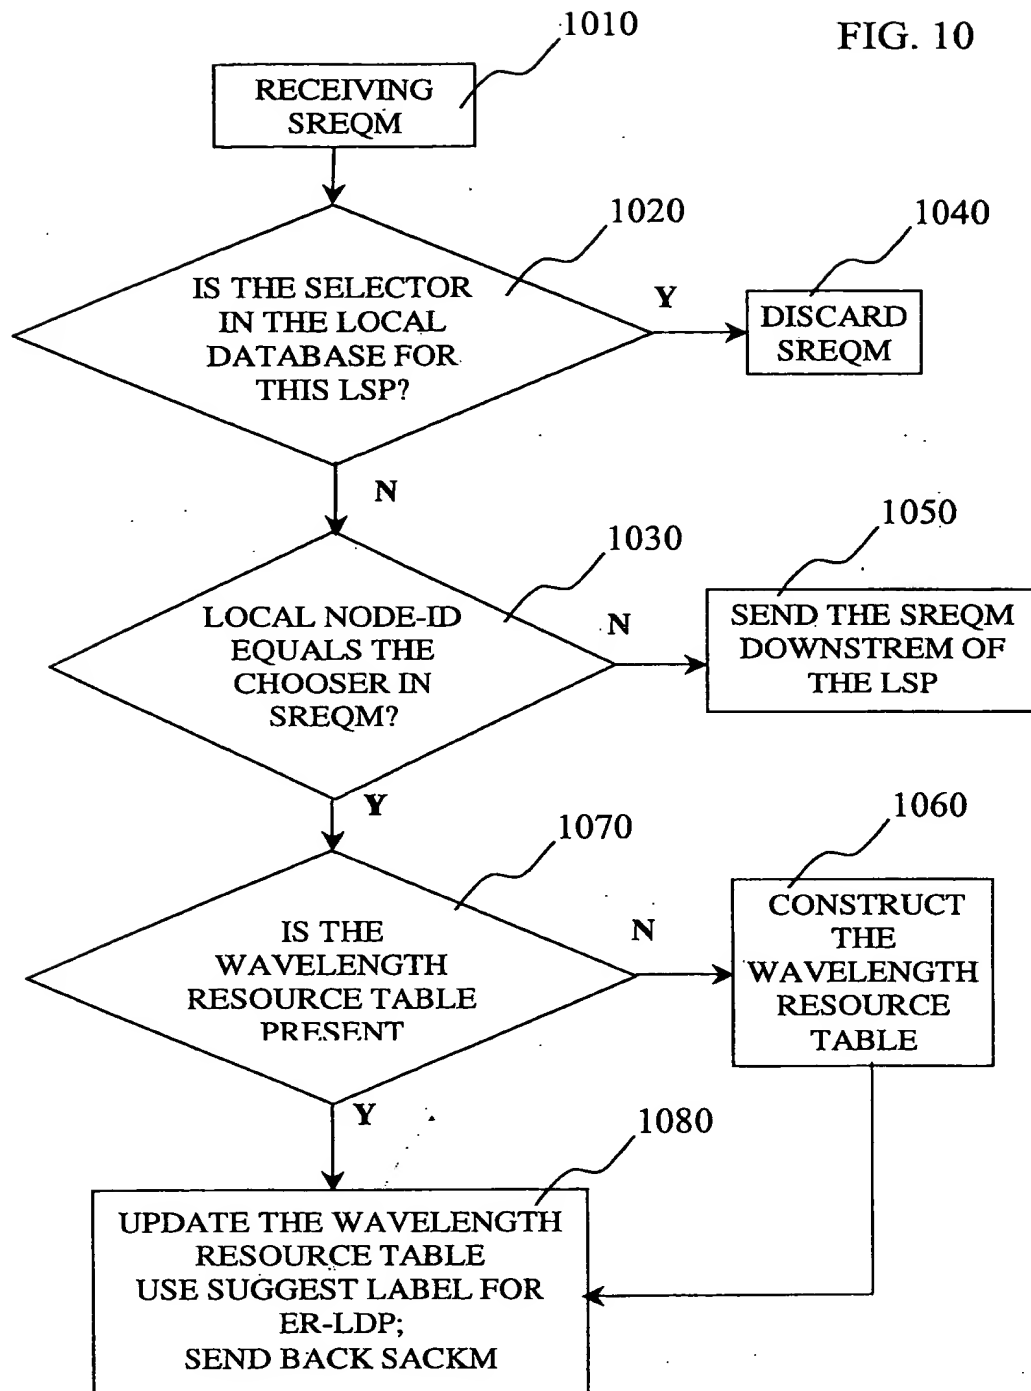 FIG. 10
1010
RECEIVING
SREQM
1020
IS THE SELECTOR
IN THE LOCAL
DATABASE FOR
THIS LSP?
Y
1040
DISCARD
SREQM
N
1030
LOCAL NODE-ID
EQUALS THE
CHOOSER IN
SREQM?
N
1050
SEND THE SREQM
DOWNSTREM OF
THE LSP
Y
1070
IS THE
WAVELENGTH
RESOURCE TABLE
PRESENT
N
1060
CONSTRUCT
THE
WAVELENGTH
RESOURCE
TABLE
Y
1080
UPDATE THE WAVELENGTH
RESOURCE TABLE
USE SUGGEST LABEL FOR
ER-LDP;
SEND BACK SACKM